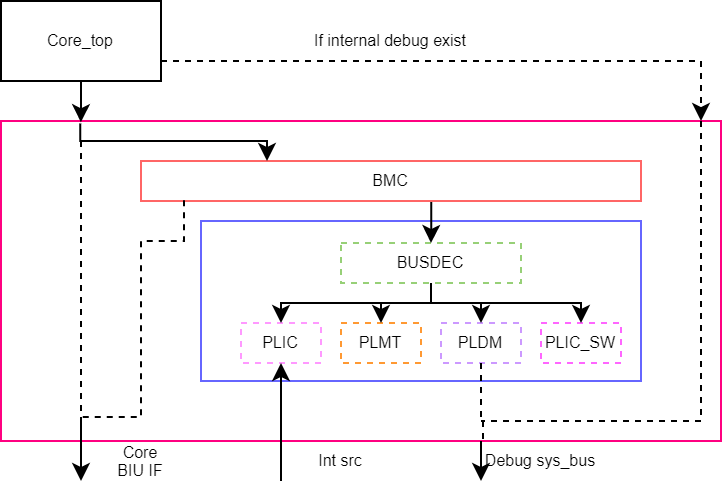 Core_top
If internal debug exist
BMC
BUSDEC
PLIC
PLMT
PLDM
PLIC_SW
Core
BIU IF
Int src
Debug sys_bus